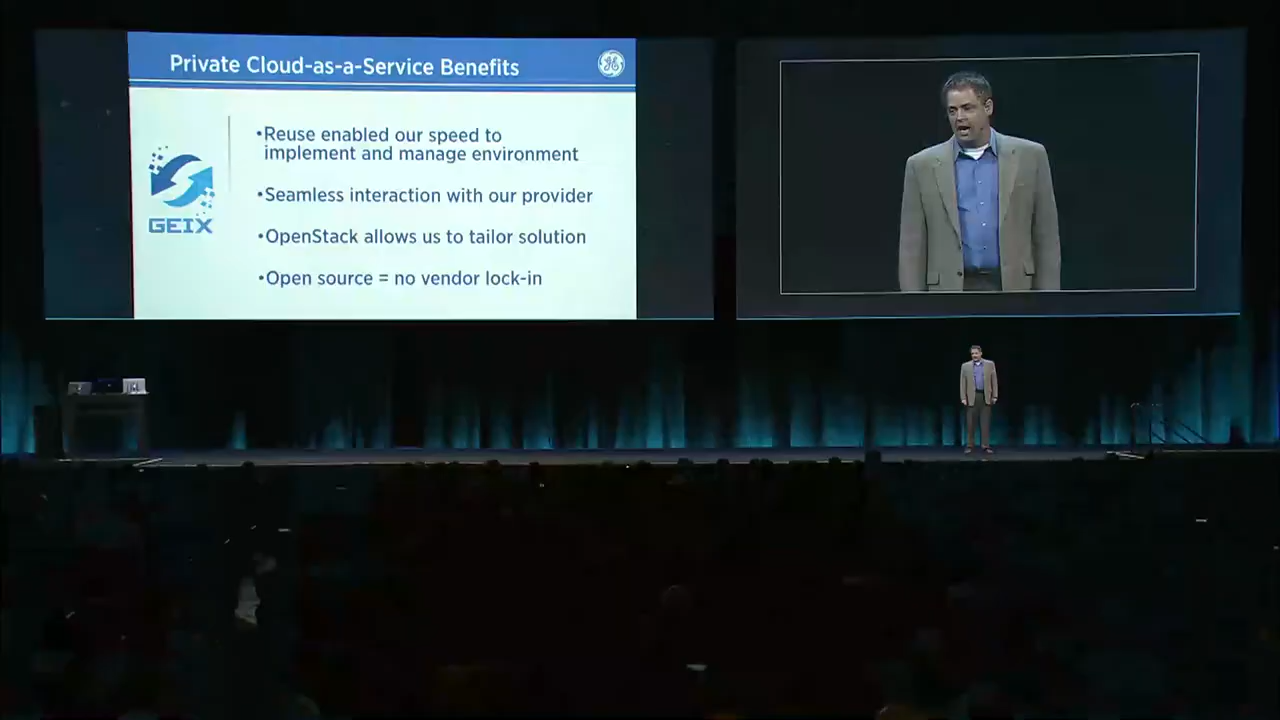 Private Cloud-as-a-Service Benefits
GE
GEIX
•Reuse enabled our speed to
implement and manage environment
•Seamless interaction with our provider
•OpenStack allows us to tailor solution
•Open source = no vendor lock-in